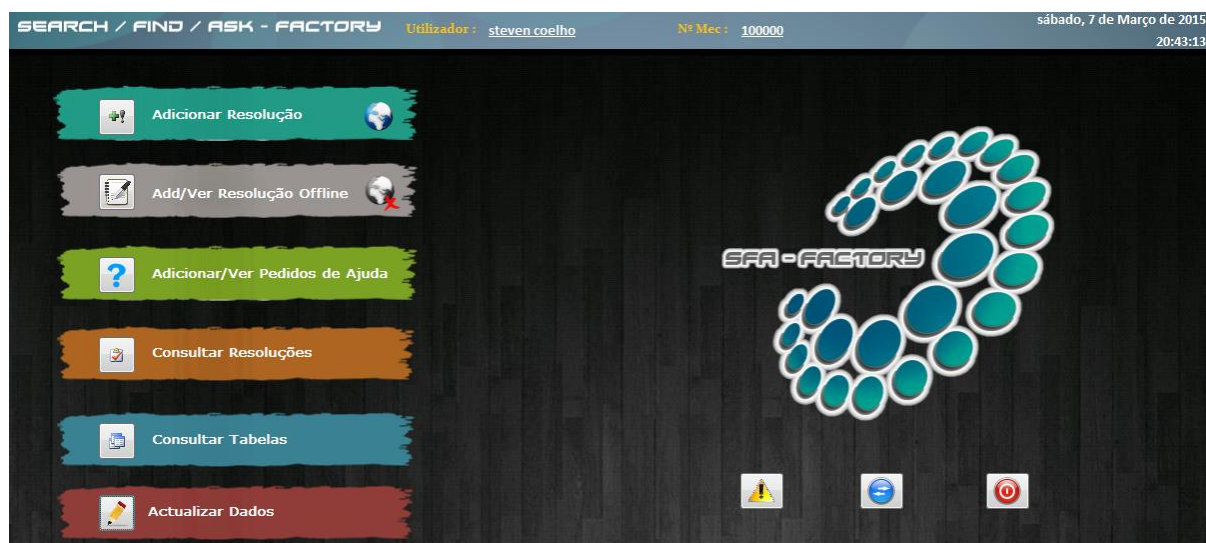 SEARCH / FIND / ASK - FACTORY Utilizador : steven coelho Nº Mec : 100000 sábado, 7 de Março de 2015
20:43:13
Adicionar Resolução
Add/Ver Resolução Offline
SFA - FACTORY
Adicionar/Ver Pedidos de Ajuda
Consultar Resoluções
Consultar Tabelas
Actualizar Dados